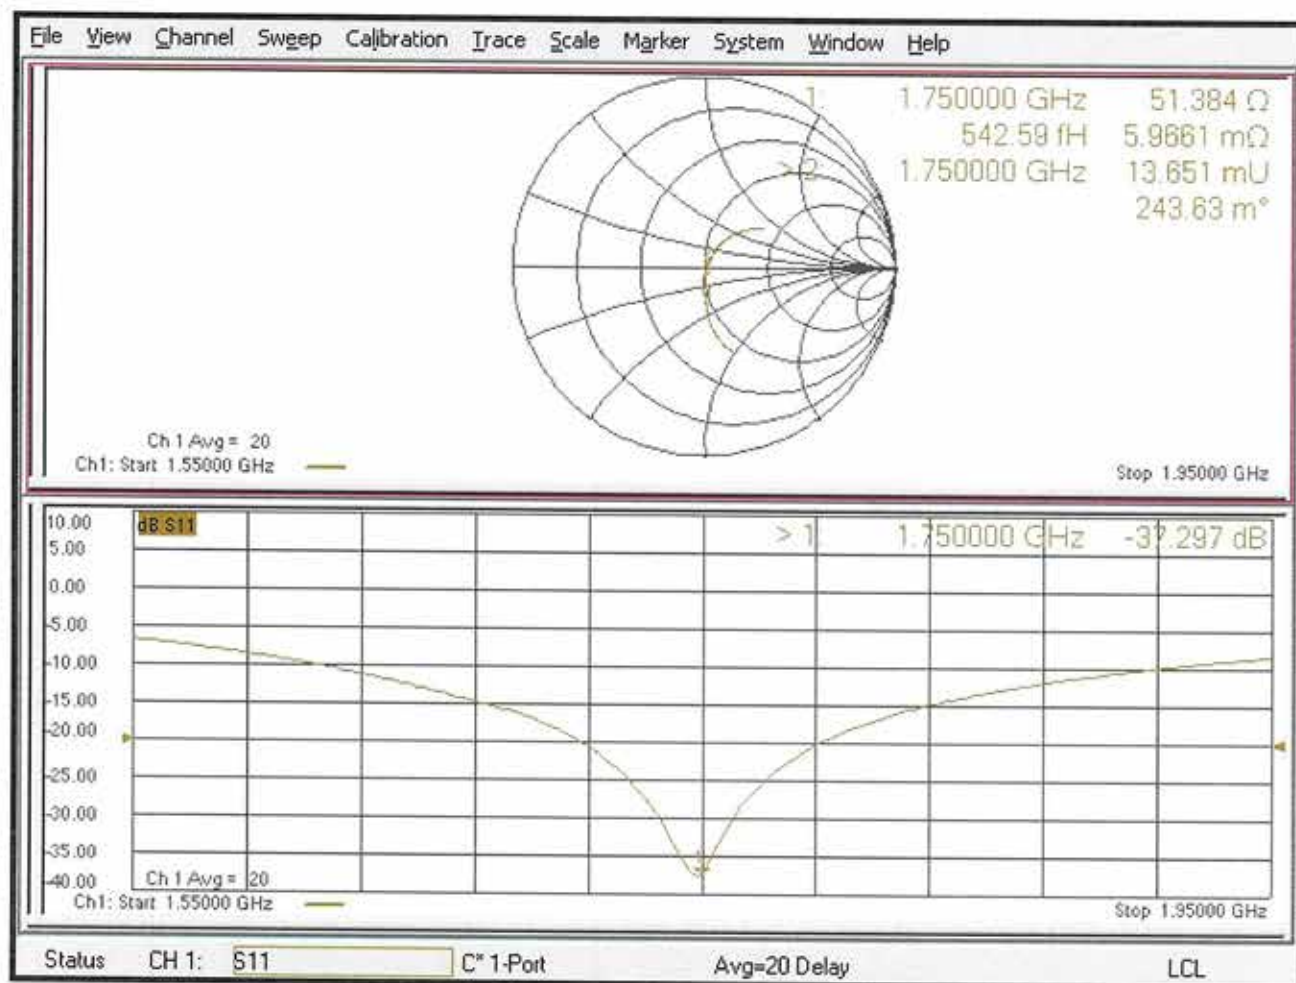 File View Channel Sweep Calibration Trace Scale Marker System Window Help
1 1.750000 GHz 51.384 Ω
542.59 fH 5.9661 mΩ
> 2 1.750000 GHz 13.651 mU
243.63 m°
Ch 1 Avg = 20
Ch1: Start 1.55000 GHz
Stop 1.95000 GHz
10.00
dB S11
> 1 1.750000 GHz -37.297 dB
5.00
0.00
-5.00
-10.00
-15.00
-20.00
-25.00
-30.00
-35.00
-40.00
1
Ch 1 Avg = 20
Ch1: Start 1.55000 GHz
Stop 1.95000 GHz
Status CH 1: S11 C* 1-Port Avg=20 Delay LCL